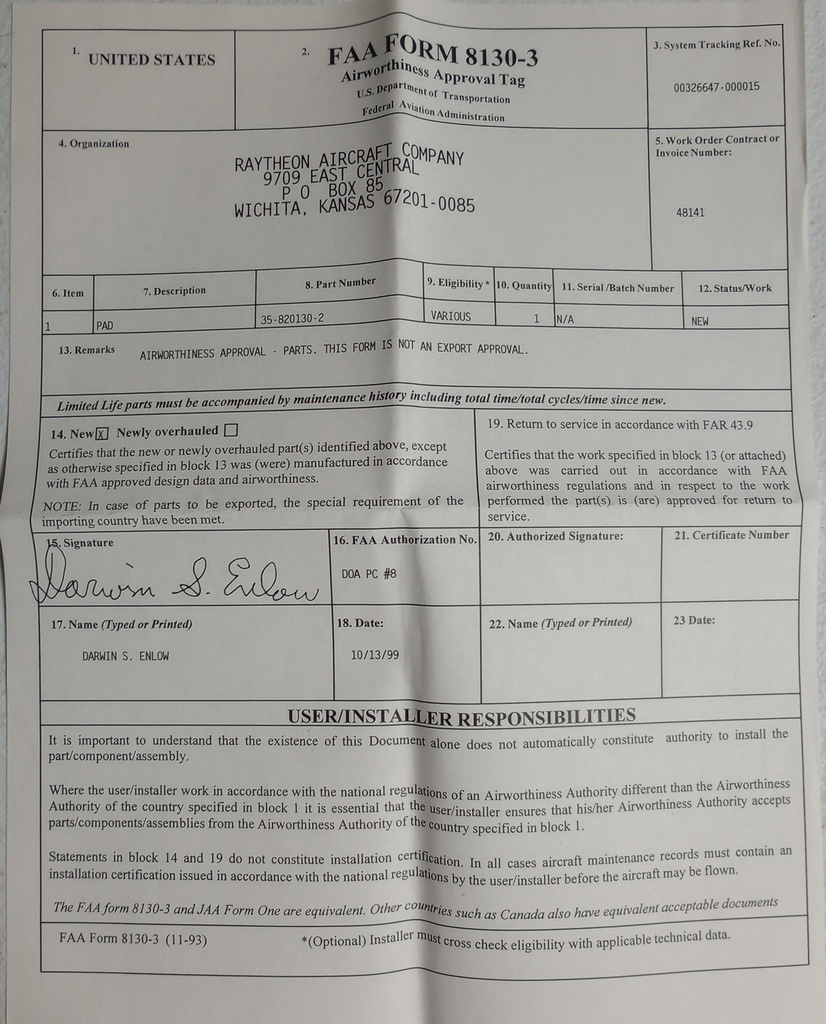 1. UNITED STATES
2. FAA FORM 8130-3
Airworthiness Approval Tag
U.S. Department of Transportation
Federal Aviation Administration
3. System Tracking Ref. No.
00326647-000015
4. Organization
RAYTHEON AIRCRAFT COMPANY
9709 EAST CENTRAL
P O BOX 85
WICHITA, KANSAS 67201-0085
5. Work Order Contract or
Invoice Number:
48141
6. Item 7. Description 8. Part Number 9. Eligibility * 10. Quantity 11. Serial /Batch Number 12. Status/Work
1 PAD 35-820130-2 VARIOUS 1 N/A NEW
13. Remarks AIRWORTHINESS APPROVAL - PARTS. THIS FORM IS NOT AN EXPORT APPROVAL.
Limited Life parts must be accompanied by maintenance history including total time/total cycles/time since new.
14. New X Newly overhauled
Certifies that the new or newly overhauled part(s) identified above, except
as otherwise specified in block 13 was (were) manufactured in accordance
with FAA approved design data and airworthiness.
NOTE: In case of parts to be exported, the special requirement of the
importing country have been met.
19. Return to service in accordance with FAR 43.9
Certifies that the work specified in block 13 (or attached)
above was carried out in accordance with FAA
airworthiness regulations and in respect to the work
performed the part(s) is (are) approved for return to
service.
15. Signature
Darwin S. Enlow
16. FAA Authorization No.
DOA PC #8
20. Authorized Signature:
21. Certificate Number
17. Name (Typed or Printed)
DARWIN S. ENLOW
18. Date:
10/13/99
22. Name (Typed or Printed)
23 Date:
USER/INSTALLER RESPONSIBILITIES
It is important to understand that the existence of this Document alone does not automatically constitute authority to install the
part/component/assembly.
Where the user/installer work in accordance with the national regulations of an Airworthiness Authority different than the Airworthiness
Authority of the country specified in block 1 it is essential that the user/installer ensures that his/her Airworthiness Authority accepts
parts/components/assemblies from the Airworthiness Authority of the country specified in block 1.
Statements in block 14 and 19 do not constitute installation certification. In all cases aircraft maintenance records must contain an
installation certification issued in accordance with the national regulations by the user/installer before the aircraft may be flown.
The FAA form 8130-3 and JAA Form One are equivalent. Other countries such as Canada also have equivalent acceptable documents
FAA Form 8130-3 (11-93) *(Optional) Installer must cross check eligibility with applicable technical data.